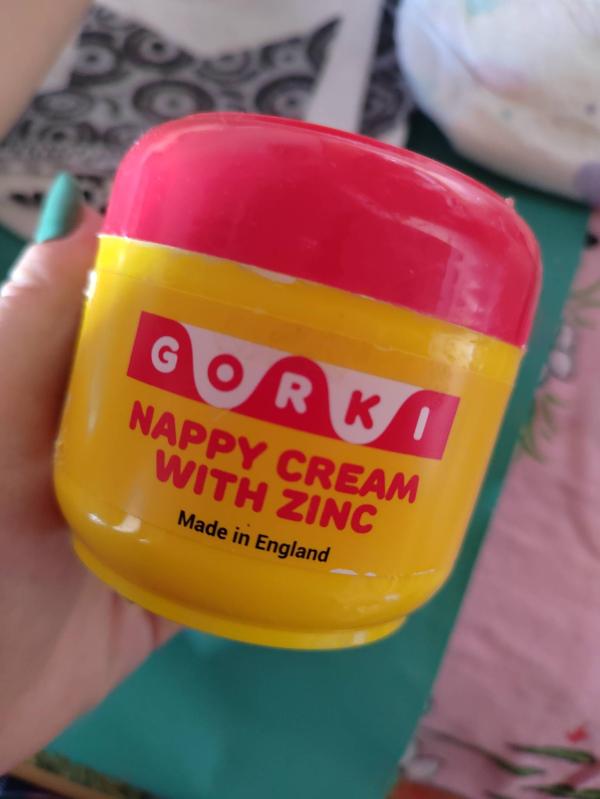 GORKI
NAPPY CREAM
WITH ZINC
Made in England